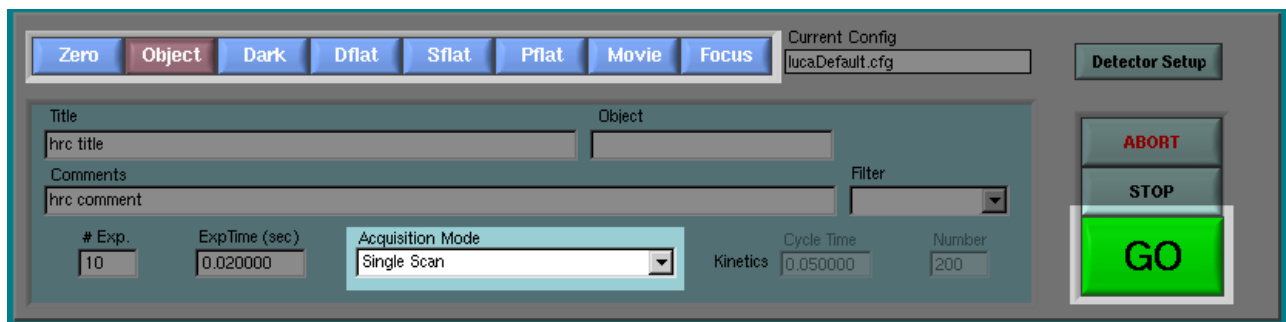 Zero Object Dark Dflat Sflat Pflat Movie Focus
Current Config
lucaDefault.cfg
Detector Setup
Title Object
hrc title
Comments Filter
hrc comment
# Exp. ExpTime (sec) Acquisition Mode Cycle Time Number
10 0.020000 Single Scan Kinetics 0.050000 200
ABORT
STOP
GO